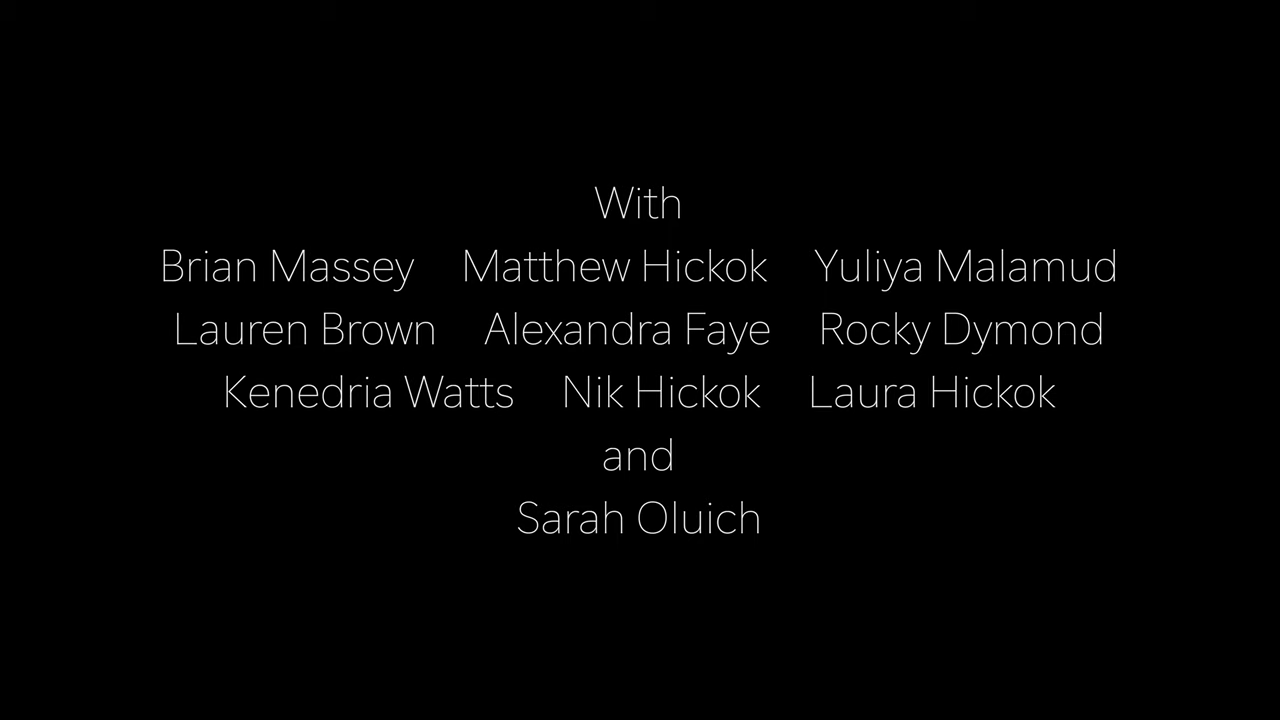 With
Brian Massey Matthew Hickok Yuliya Malamud
Lauren Brown Alexandra Faye Rocky Dymond
Kenedria Watts Nik Hickok Laura Hickok
and
Sarah Oluich